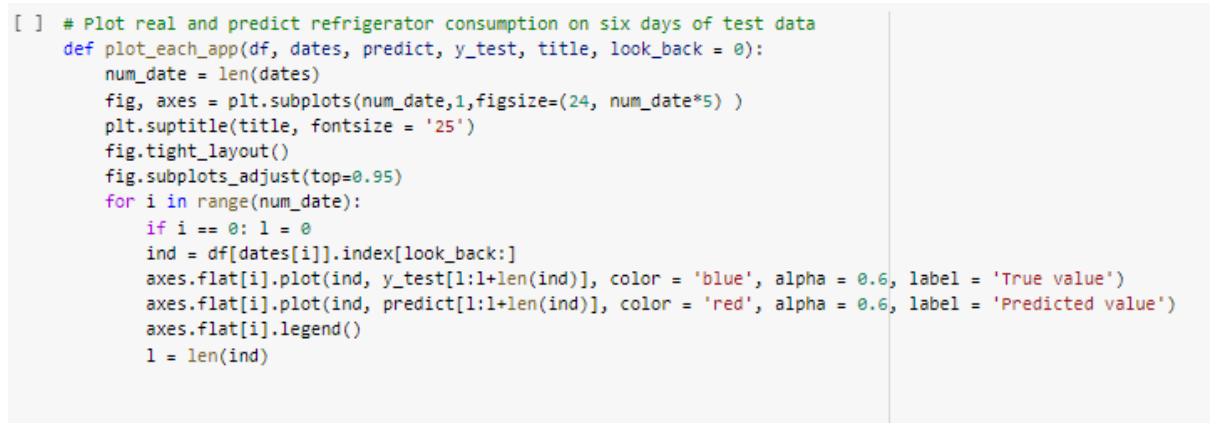 [ ] # Plot real and predict refrigerator consumption on six days of test data
def plot_each_app(df, dates, predict, y_test, title, look_back = 0):
    num_date = len(dates)
    fig, axes = plt.subplots(num_date,1,figsize=(24, num_date*5) )
    plt.suptitle(title, fontsize = '25')
    fig.tight_layout()
    fig.subplots_adjust(top=0.95)
    for i in range(num_date):
        if i == 0: l = 0
        ind = df[dates[i]].index[look_back:]
        axes.flat[i].plot(ind, y_test[l:l+len(ind)], color = 'blue', alpha = 0.6, label = 'True value')
        axes.flat[i].plot(ind, predict[l:l+len(ind)], color = 'red', alpha = 0.6, label = 'Predicted value')
        axes.flat[i].legend()
        l = len(ind)